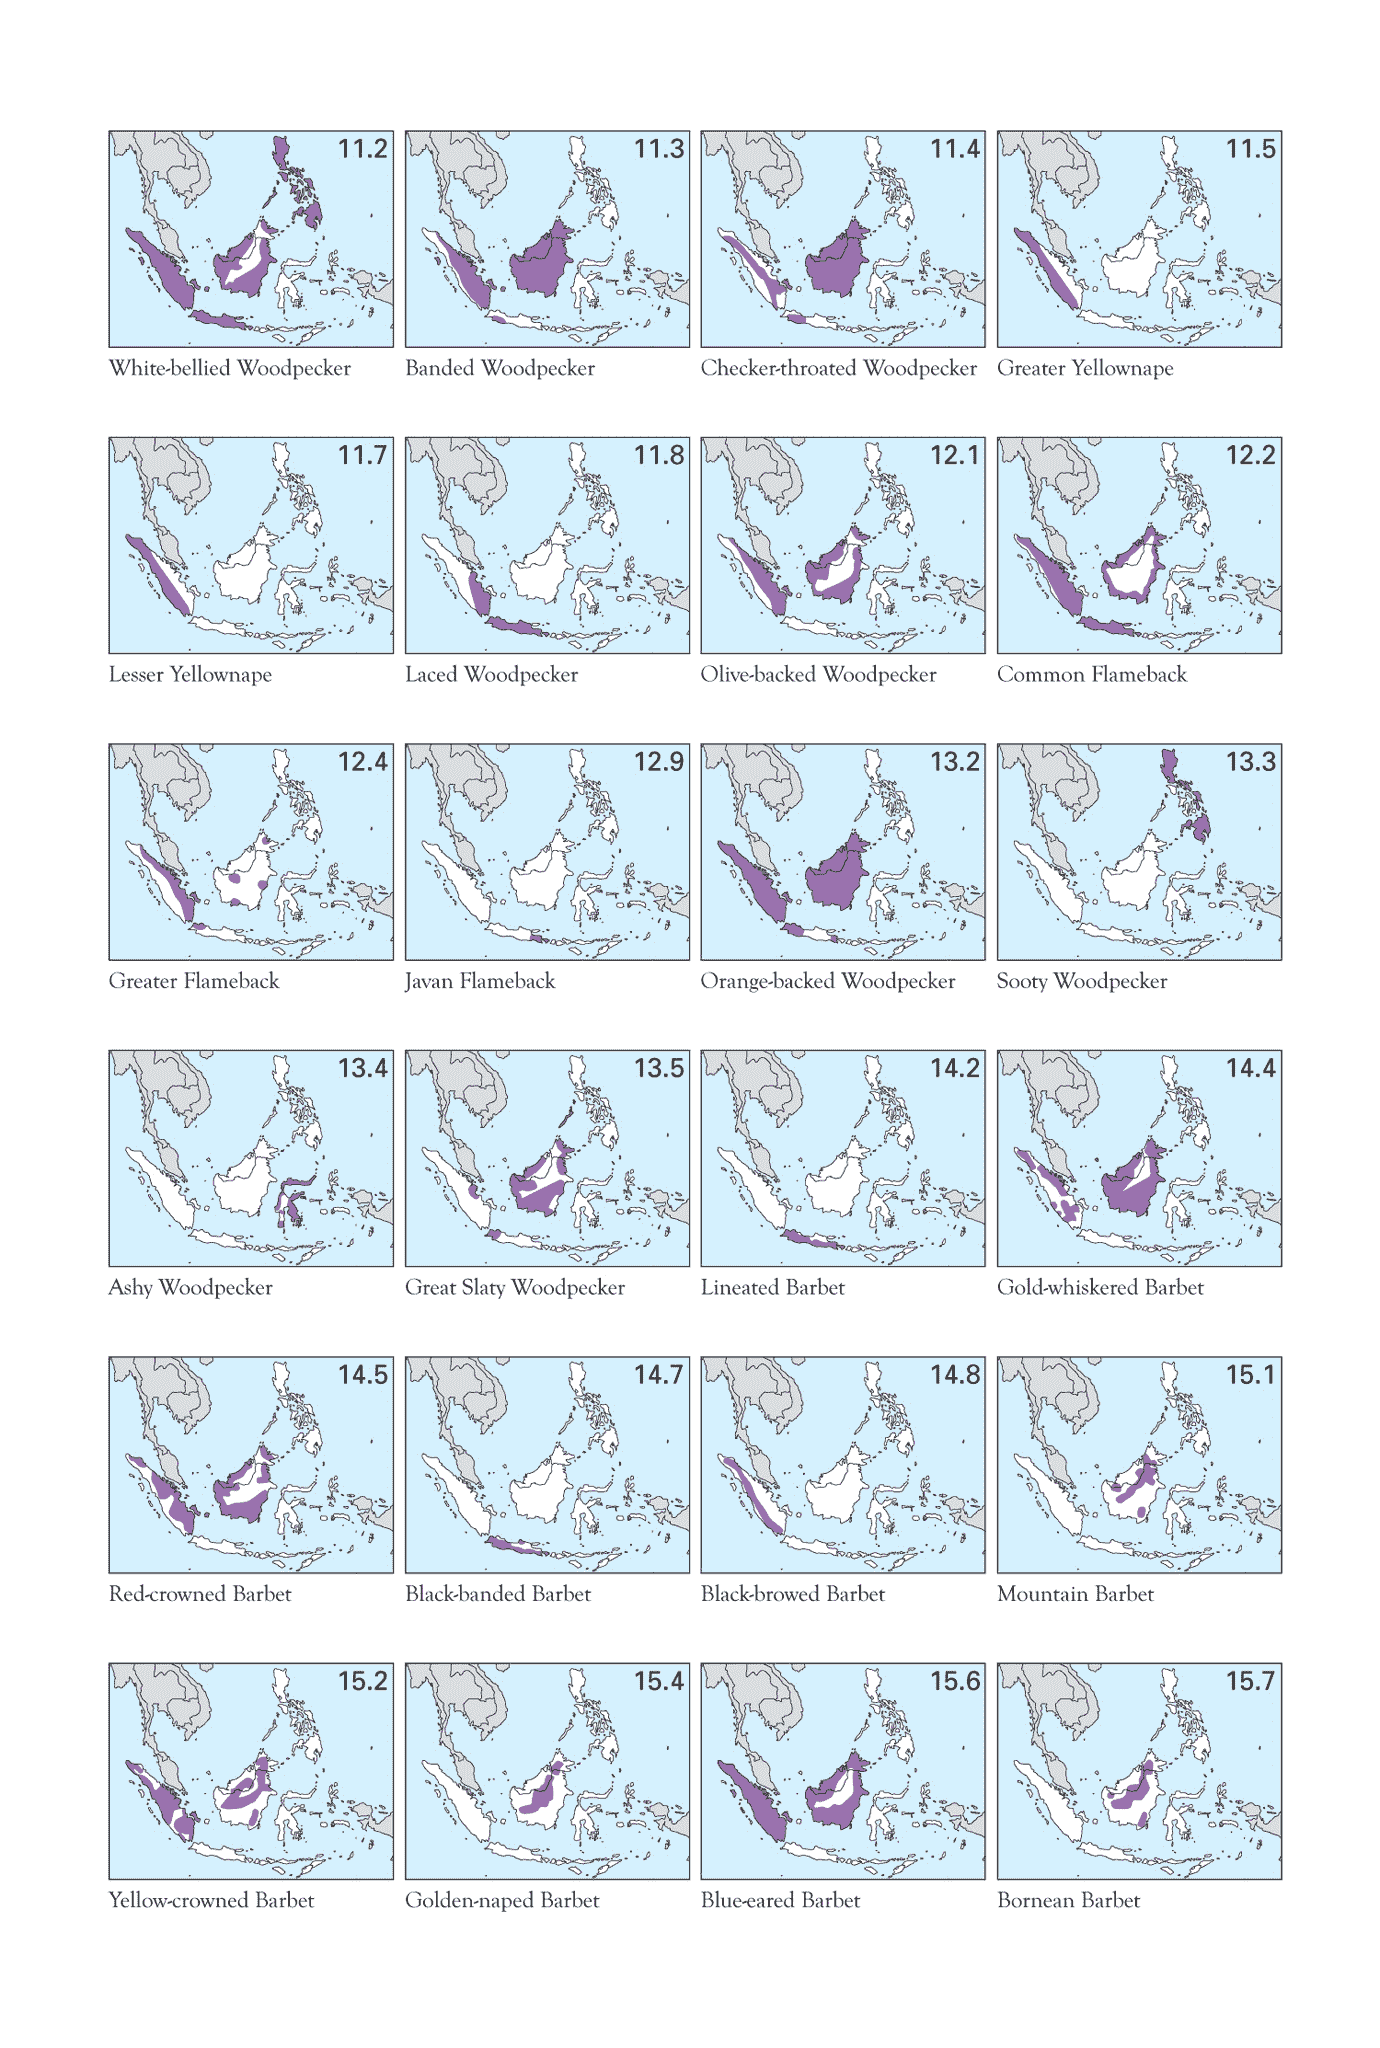 11.2
11.3
11.4
11.5
White-bellied Woodpecker
Banded Woodpecker
Checker-throated Woodpecker
Greater Yellownape
11.7
11.8
12.1
12.2
Lesser Yellownape
Laced Woodpecker
Olive-backed Woodpecker
Common Flameback
12.4
12.9
13.2
13.3
Greater Flameback
Javan Flameback
Orange-backed Woodpecker
Sooty Woodpecker
13.4
13.5
14.2
14.4
Ashy Woodpecker
Great Slaty Woodpecker
Lineated Barbet
Gold-whiskered Barbet
14.5
14.7
14.8
15.1
Red-crowned Barbet
Black-banded Barbet
Black-browed Barbet
Mountain Barbet
15.2
15.4
15.6
15.7
Yellow-crowned Barbet
Golden-naped Barbet
Blue-eared Barbet
Bornean Barbet